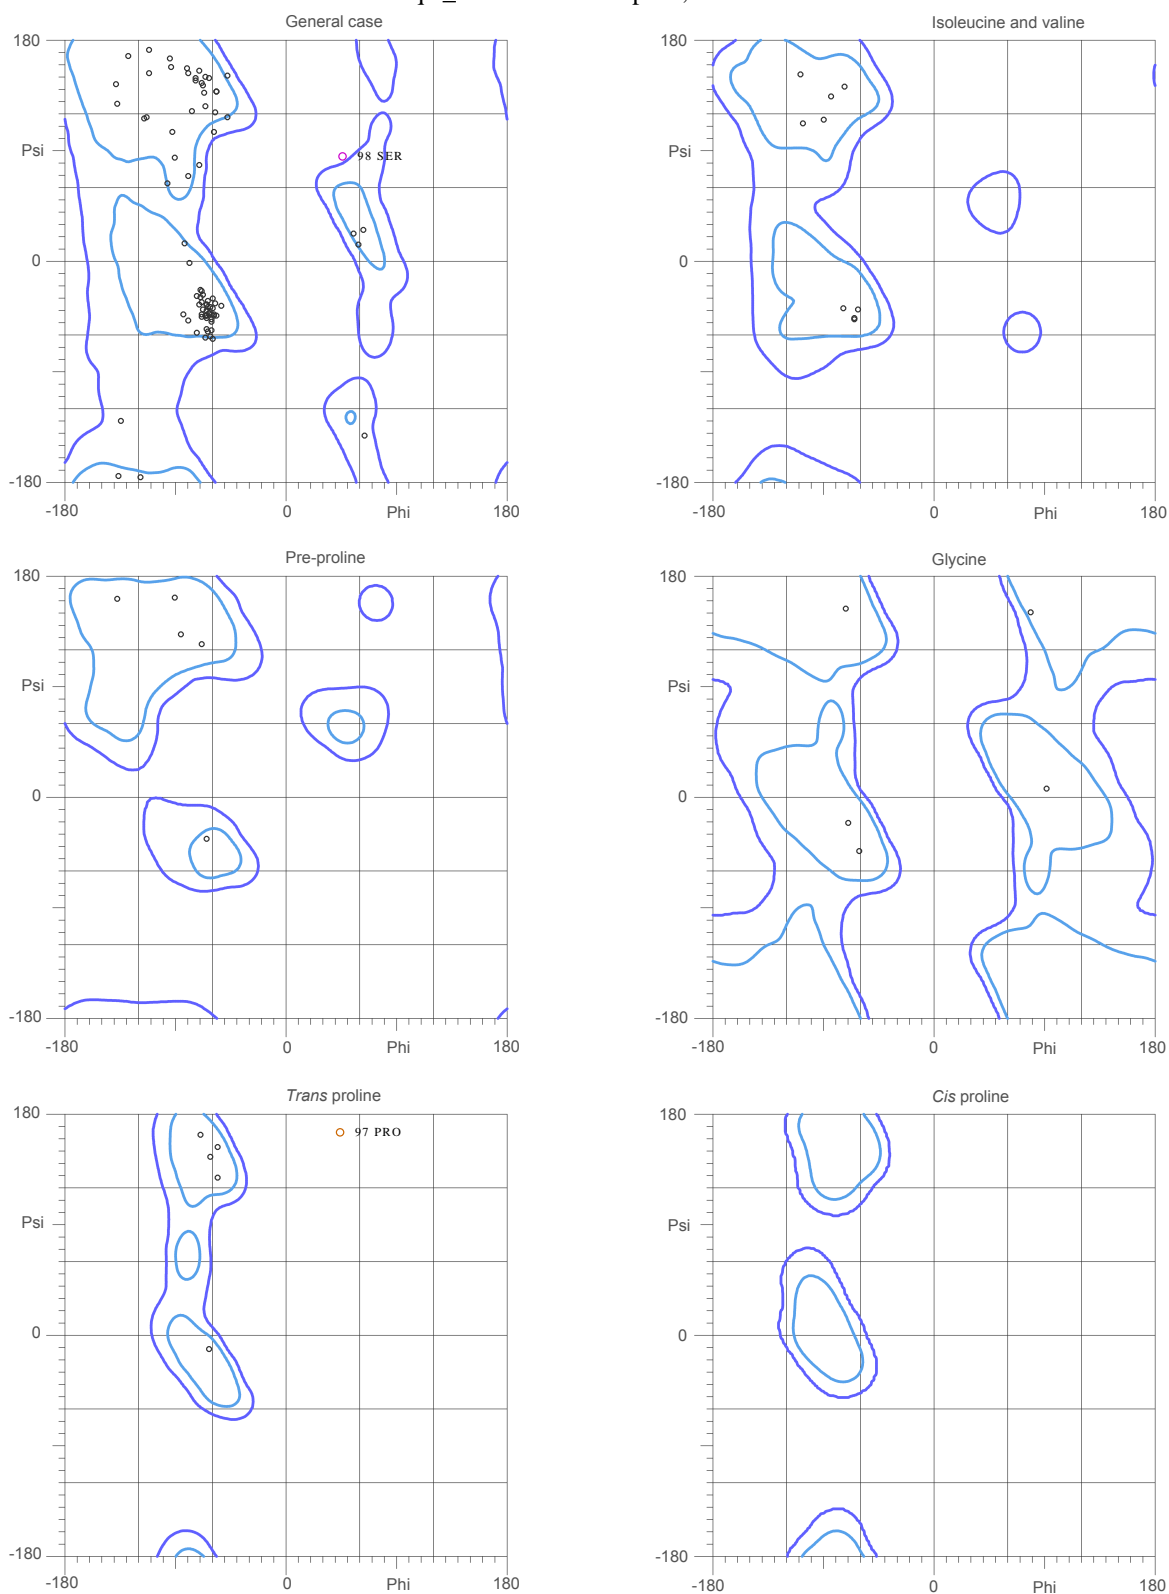 General case
Isoleucine and valine
180
180
Psi
98 SER
Psi
0
0
-180
-180
-180
0
Phi
180
-180
0
Phi
180
Pre-proline
Glycine
180
180
Psi
Psi
0
0
-180
-180
-180
0
Phi
180
-180
0
Phi
180
Trans proline
Cis proline
180
97 PRO
180
Psi
Psi
0
0
-180
-180
-180
0
Phi
180
-180
0
Phi
180